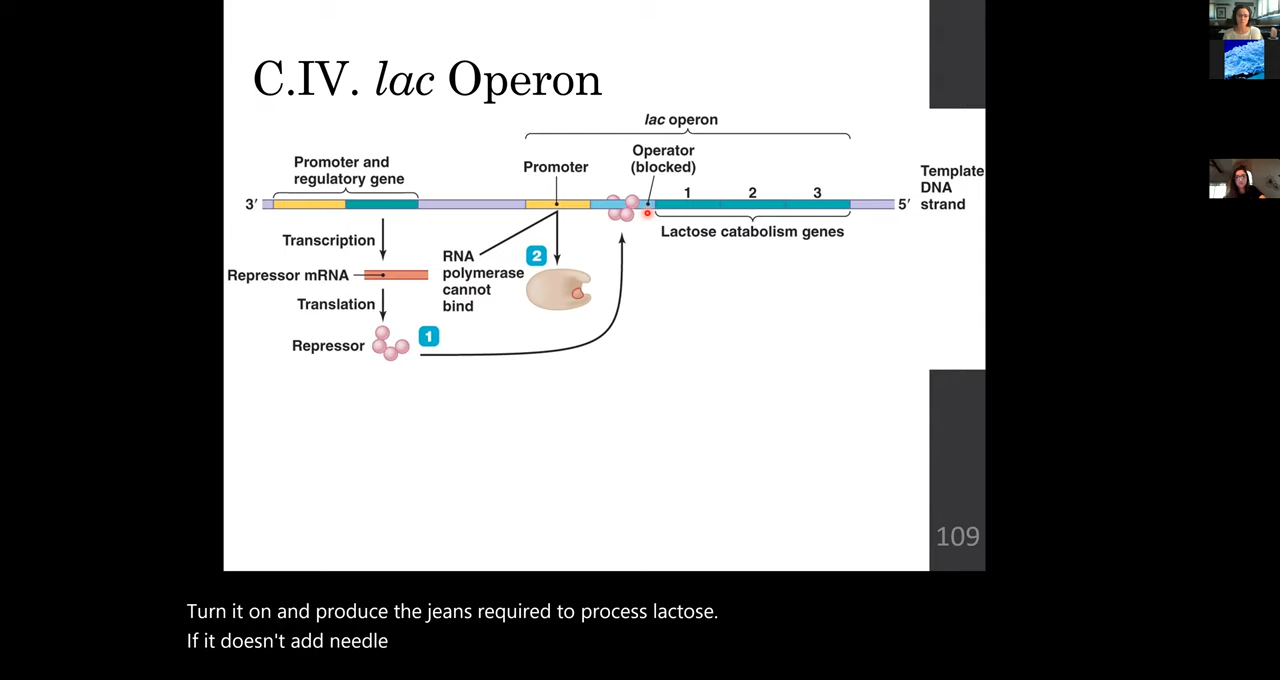 C.IV. lac Operon
lac operon
Promoter and
regulatory gene
Promoter
Operator
(blocked)
1
2
3
Template
DNA
strand
3′
5′
Lactose catabolism genes
Transcription
RNA
polymerase
cannot
bind
2
Repressor mRNA
Translation
Repressor
1
109
Turn it on and produce the jeans required to process lactose.
If it doesn't add needle